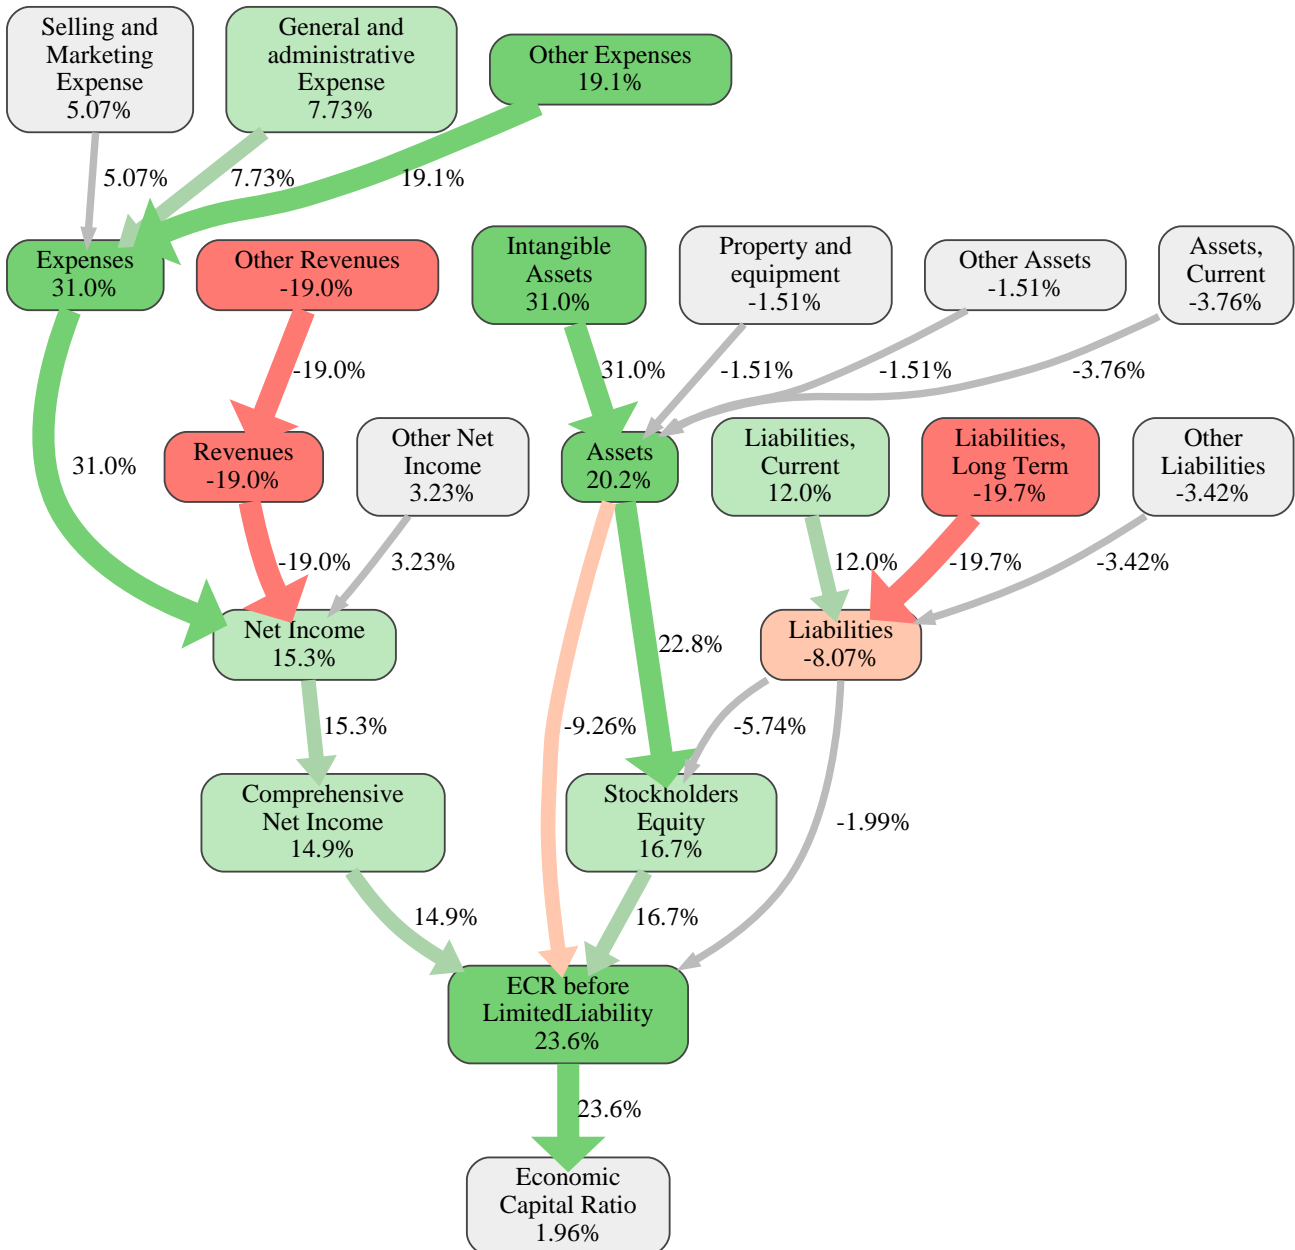 Selling and
Marketing
Expense
5.07%
General and
administrative
Expense
7.73%
Other Expenses
19.1%
5.07%
7.73%
19.1%
Expenses
31.0%
Other Revenues
-19.0%
Intangible
Assets
31.0%
Property and
equipment
-1.51%
Other Assets
-1.51%
Assets,
Current
-3.76%
-19.0%
31.0%
-1.51%
-1.51%
-3.76%
31.0%
Revenues
-19.0%
Other Net
Income
3.23%
Assets
20.2%
Liabilities,
Current
12.0%
Liabilities,
Long Term
-19.7%
Other
Liabilities
-3.42%
-19.0%
3.23%
12.0%
-19.7%
-3.42%
Net Income
15.3%
22.8%
Liabilities
-8.07%
15.3%
-9.26%
-5.74%
Comprehensive
Net Income
14.9%
Stockholders
Equity
16.7%
-1.99%
14.9%
16.7%
ECR before
LimitedLiability
23.6%
23.6%
Economic
Capital Ratio
1.96%